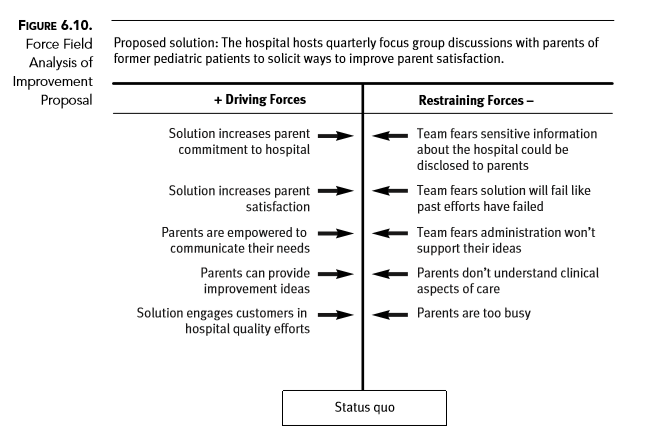 FIGURE 6.10.
Force Field
Analysis of
Improvement
Proposal
Proposed solution: The hospital hosts quarterly focus group discussions with parents of
former pediatric patients to solicit ways to improve parent satisfaction.
+ Driving Forces
Restraining Forces –
Solution increases parent
commitment to hospital
Team fears sensitive information
about the hospital could be
disclosed to parents
Solution increases parent
satisfaction
Team fears solution will fail like
past efforts have failed
Parents are empowered to
communicate their needs
Team fears administration won't
support their ideas
Parents can provide
improvement ideas
Parents don't understand clinical
aspects of care
Solution engages customers in
hospital quality efforts
Parents are too busy
Status quo